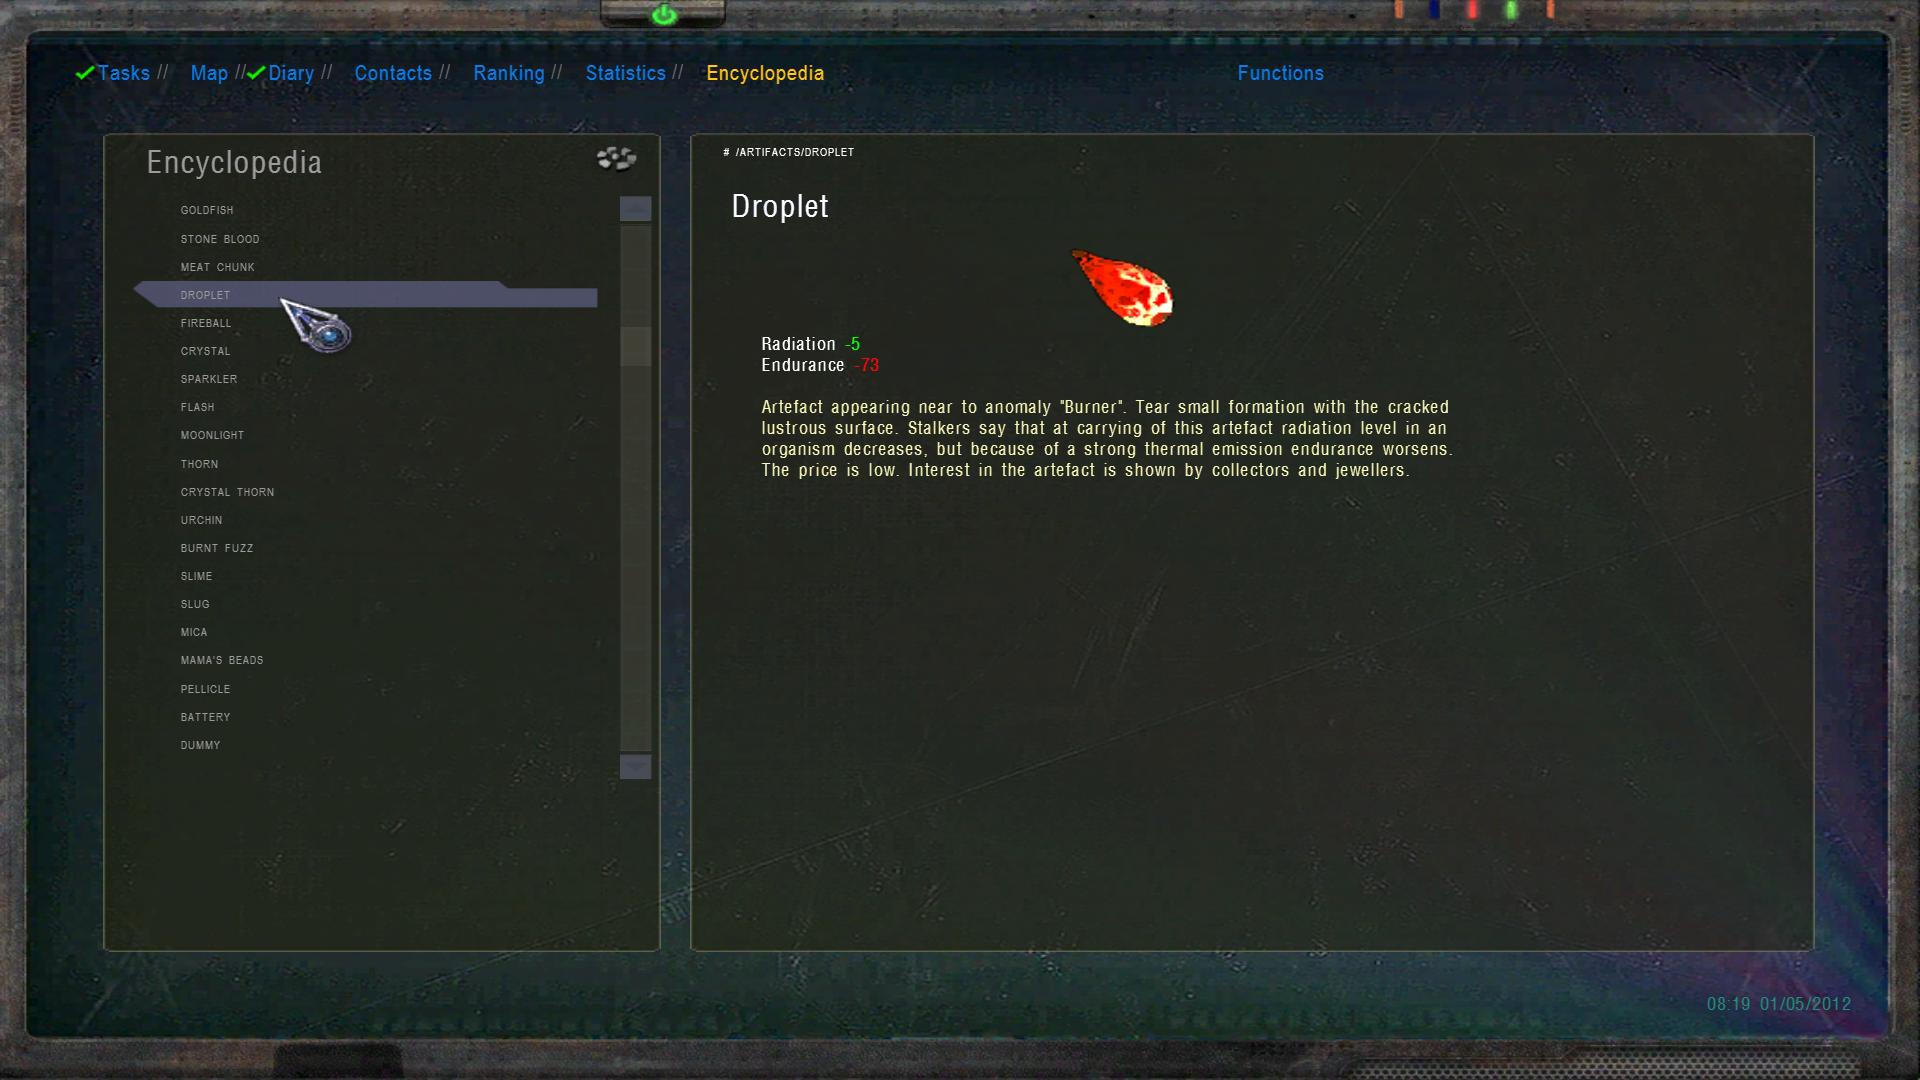 Tasks // Map // Diary // Contacts // Ranking // Statistics // Encyclopedia Functions
Encyclopedia
GOLDFISH
STONE BLOOD
MEAT CHUNK
DROPLET
FIREBALL
CRYSTAL
SPARKLER
FLASH
MOONLIGHT
THORN
CRYSTAL THORN
URCHIN
BURNT FUZZ
SLIME
SLUG
MICA
MAMA'S BEADS
PELLICLE
BATTERY
DUMMY
# /ARTIFACTS/DROPLET
Droplet
Radiation -5
Endurance -73
Artefact appearing near to anomaly "Burner". Tear small formation with the cracked
lustrous surface. Stalkers say that at carrying of this artefact radiation level in an
organism decreases, but because of a strong thermal emission endurance worsens.
The price is low. Interest in the artefact is shown by collectors and jewellers.
08:19 01/05/2012